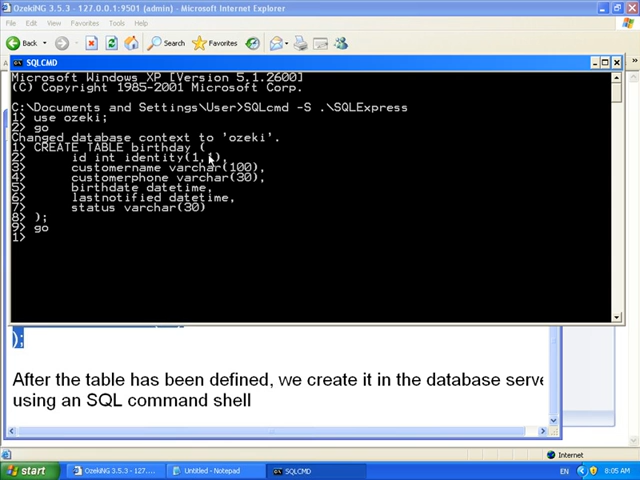 OzekiNG 3.5.3 - 127.0.0.1:9501 (admin) - Microsoft Internet Explorer
File Edit View Favorites Tools Help
Back Search Favorites
SQLCMD
Microsoft Windows XP [Version 5.1.2600]
(C) Copyright 1985-2001 Microsoft Corp.
C:\Documents and Settings\User>SQLcmd -S .\SQLExpress
1> use ozeki;
2> go
Changed database context to 'ozeki'.
1> CREATE TABLE birthday (
2> id int identity(1,1),
3> customername varchar(100),
4> customerphone varchar(30),
5> birthdate datetime,
6> lastnotified datetime,
7> status varchar(30)
8> );
9> go
1>
);
After the table has been defined, we create it in the database serve
using an SQL command shell
Internet
start OzekiNG 3.5.3 - 127.... Untitled - Notepad SQLCMD EN 8:05 AM